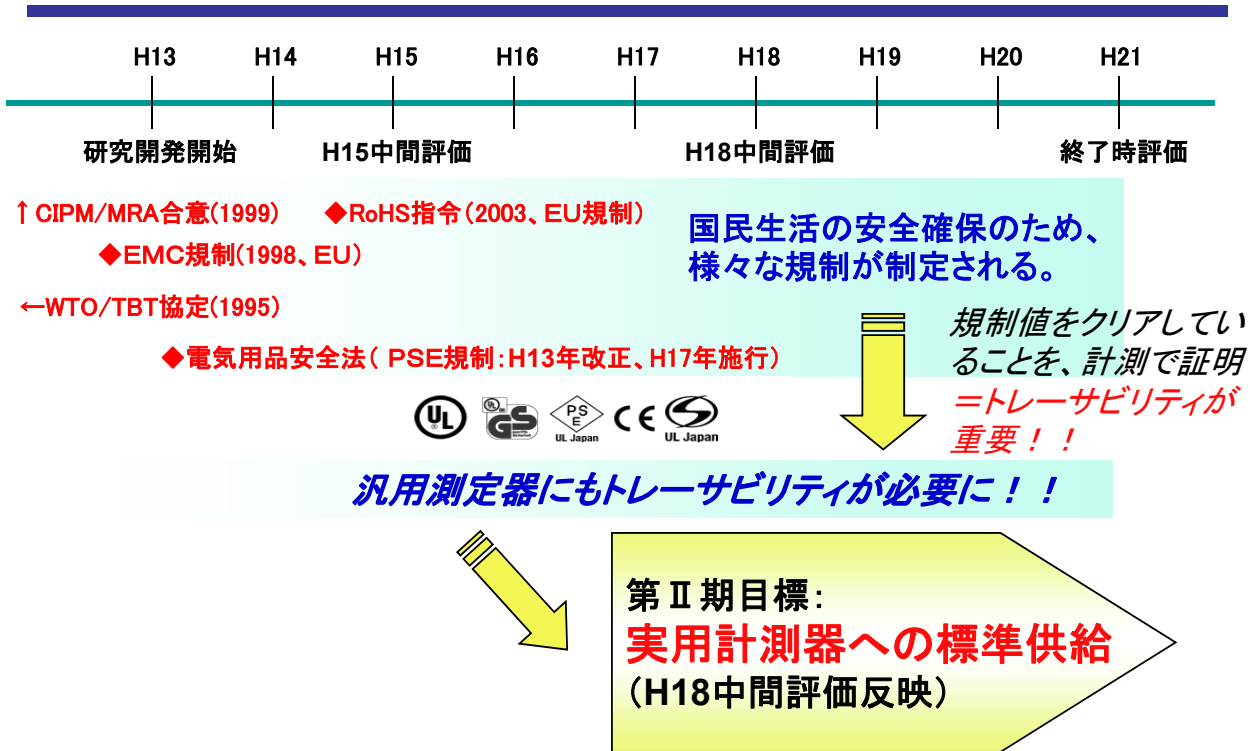 H13 H14 H15 H16 H17 H18 H19 H20 H21
研究開発開始 H15中間評価 H18中間評価 終了時評価
↑CIPM/MRA合意(1999) ◆RoHS指令(2003、EU規制)
◆EMC規制(1998、EU)
←WTO/TBT協定(1995)
◆電気用品安全法( PSE規制:H13年改正、H17年施行)
国民生活の安全確保のため、
様々な規制が制定される。
規制値をクリアしてい
ることを、計測で証明
=トレーサビリティが
重要!!
UL ® UL GS PS E UL Japan CE S UL Japan
汎用測定器にもトレーサビリティが必要に!!
第Ⅱ期目標:
実用計測器への標準供給
(H18中間評価反映)